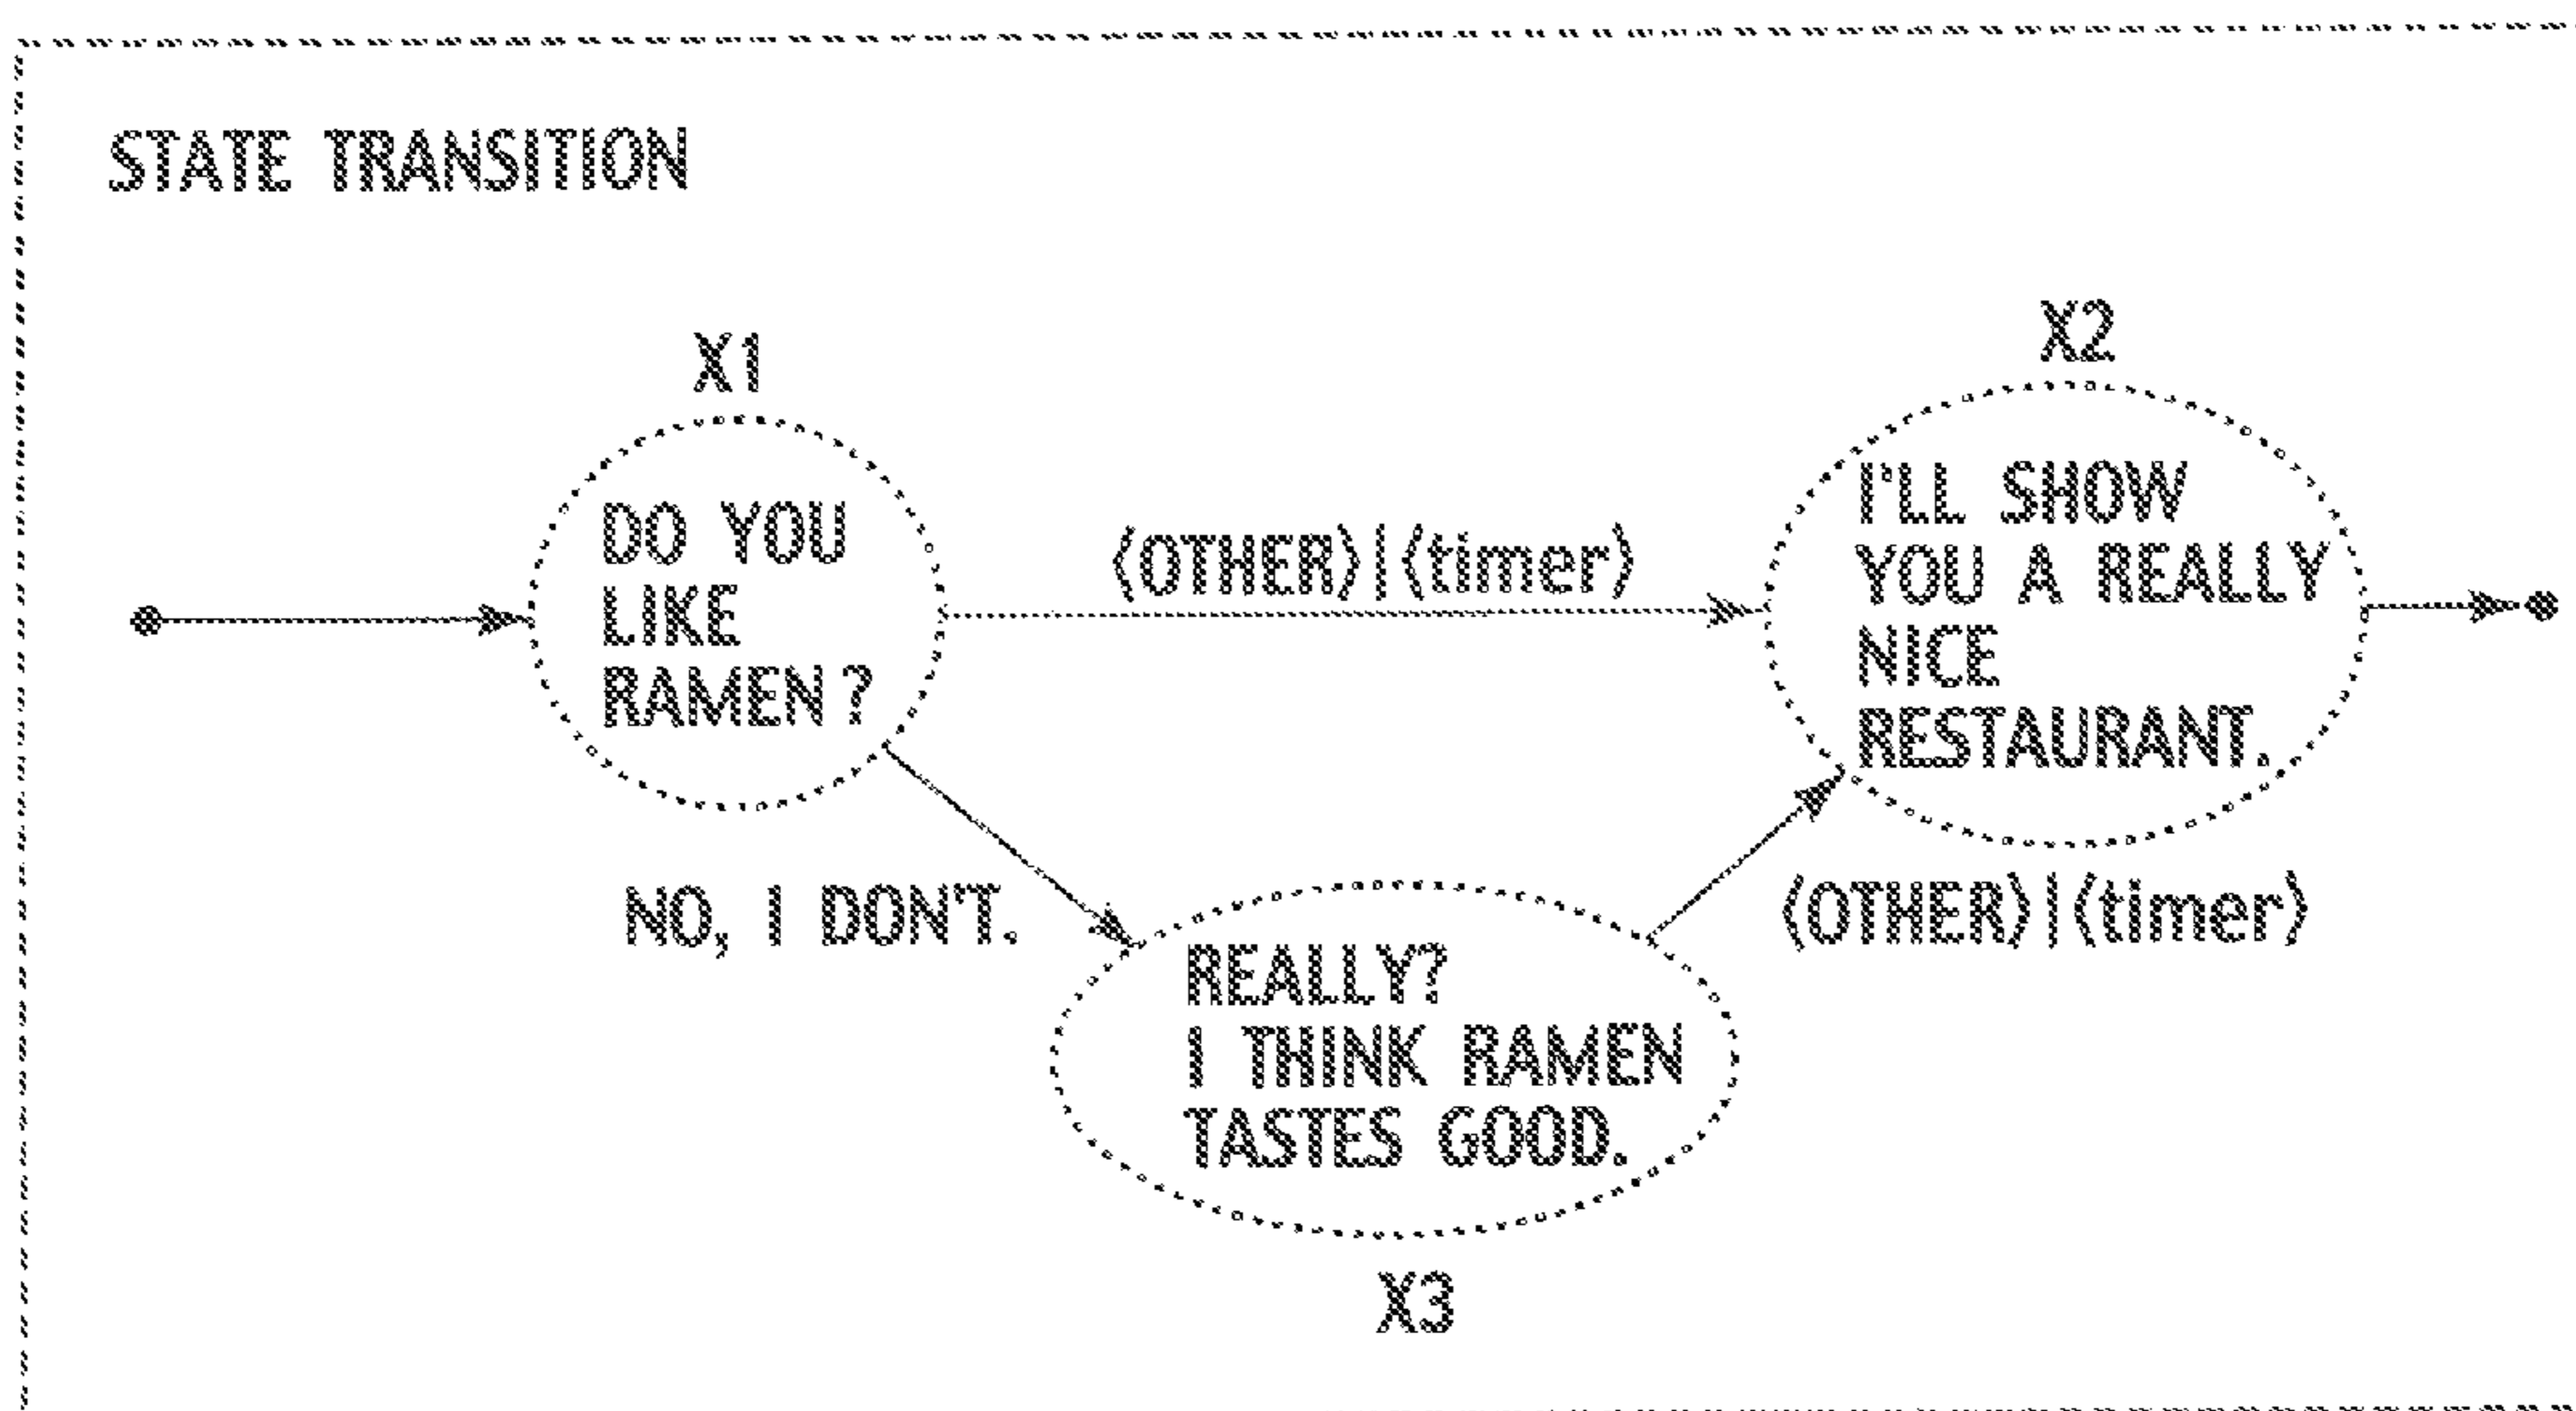 STATE TRANSITION
X1
DO YOU
LIKE
RAMEN?
⟨OTHER⟩|⟨timer⟩
X2
I'LL SHOW
YOU A REALLY
NICE
RESTAURANT.
NO, I DON'T.
REALLY?
I THINK RAMEN
TASTES GOOD.
X3
⟨OTHER⟩|⟨timer⟩